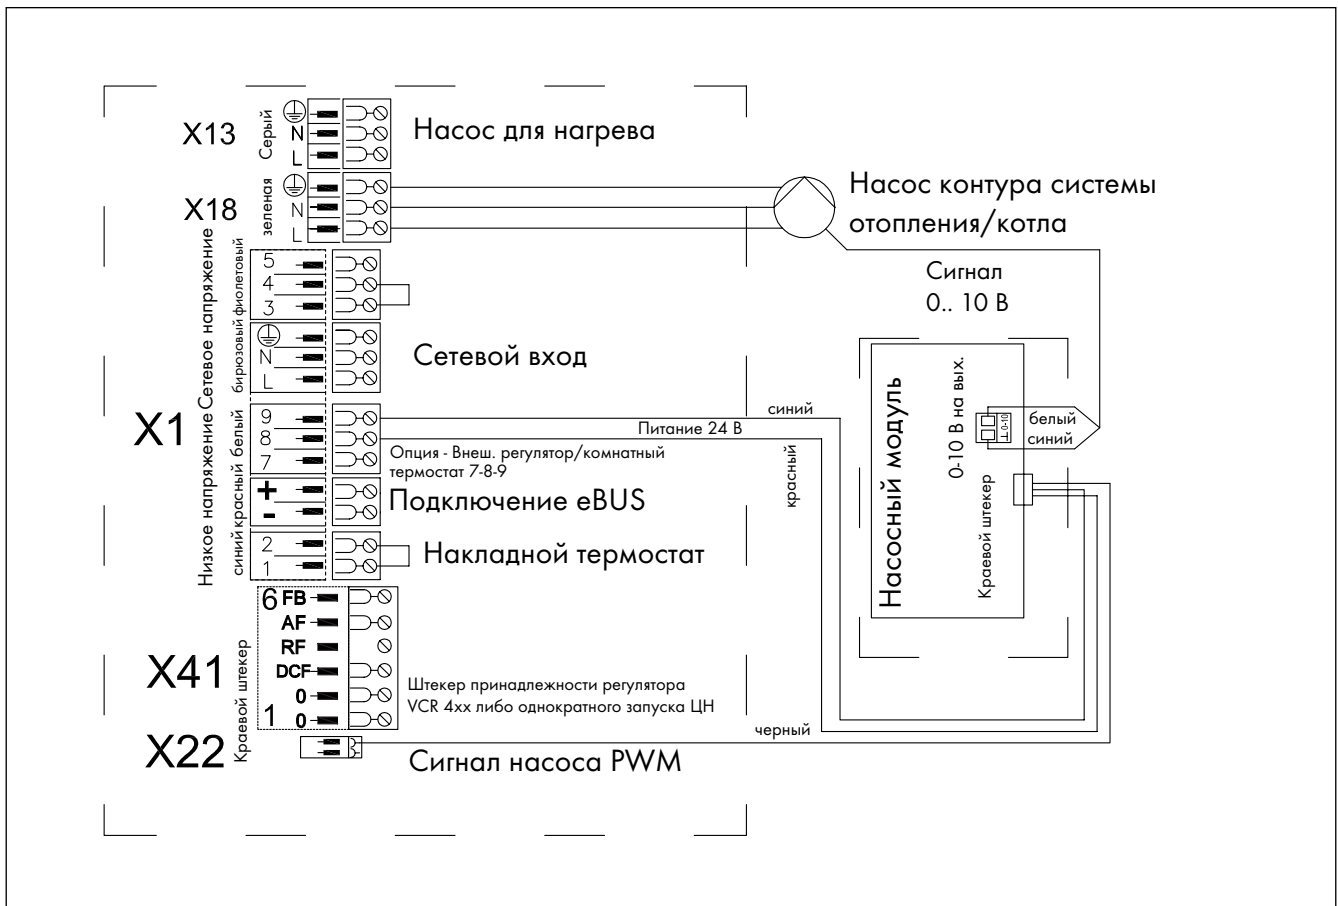 X13
Серый
N
L
Насос для нагрева
X18
зеленая
N
L
Насос контура системы
отопления/котла
Сигнал
0.. 10 В
Сетевое напряжение
фиолетовый
5
4
3
бирюзовый
N
L
Сетевой вход
X1
Низкое напряжение
белый
9
8
7
синий
Питание 24 В
красный
Опция - Внеш. регулятор/комнатный
термостат 7-8-9
красный
+
-
Подключение eBUS
синий
2
1
Накладной термостат
Насосный модуль
0-10 В на вых.
⊥ 0-10
белый
синий
Краевой штекер
X41
Краевой штекер
6 FB
AF
RF
DCF
0
1 0
Штекер принадлежности регулятора
VCR 4xx либо однократного запуска ЦН
черный
X22
Сигнал насоса PWM